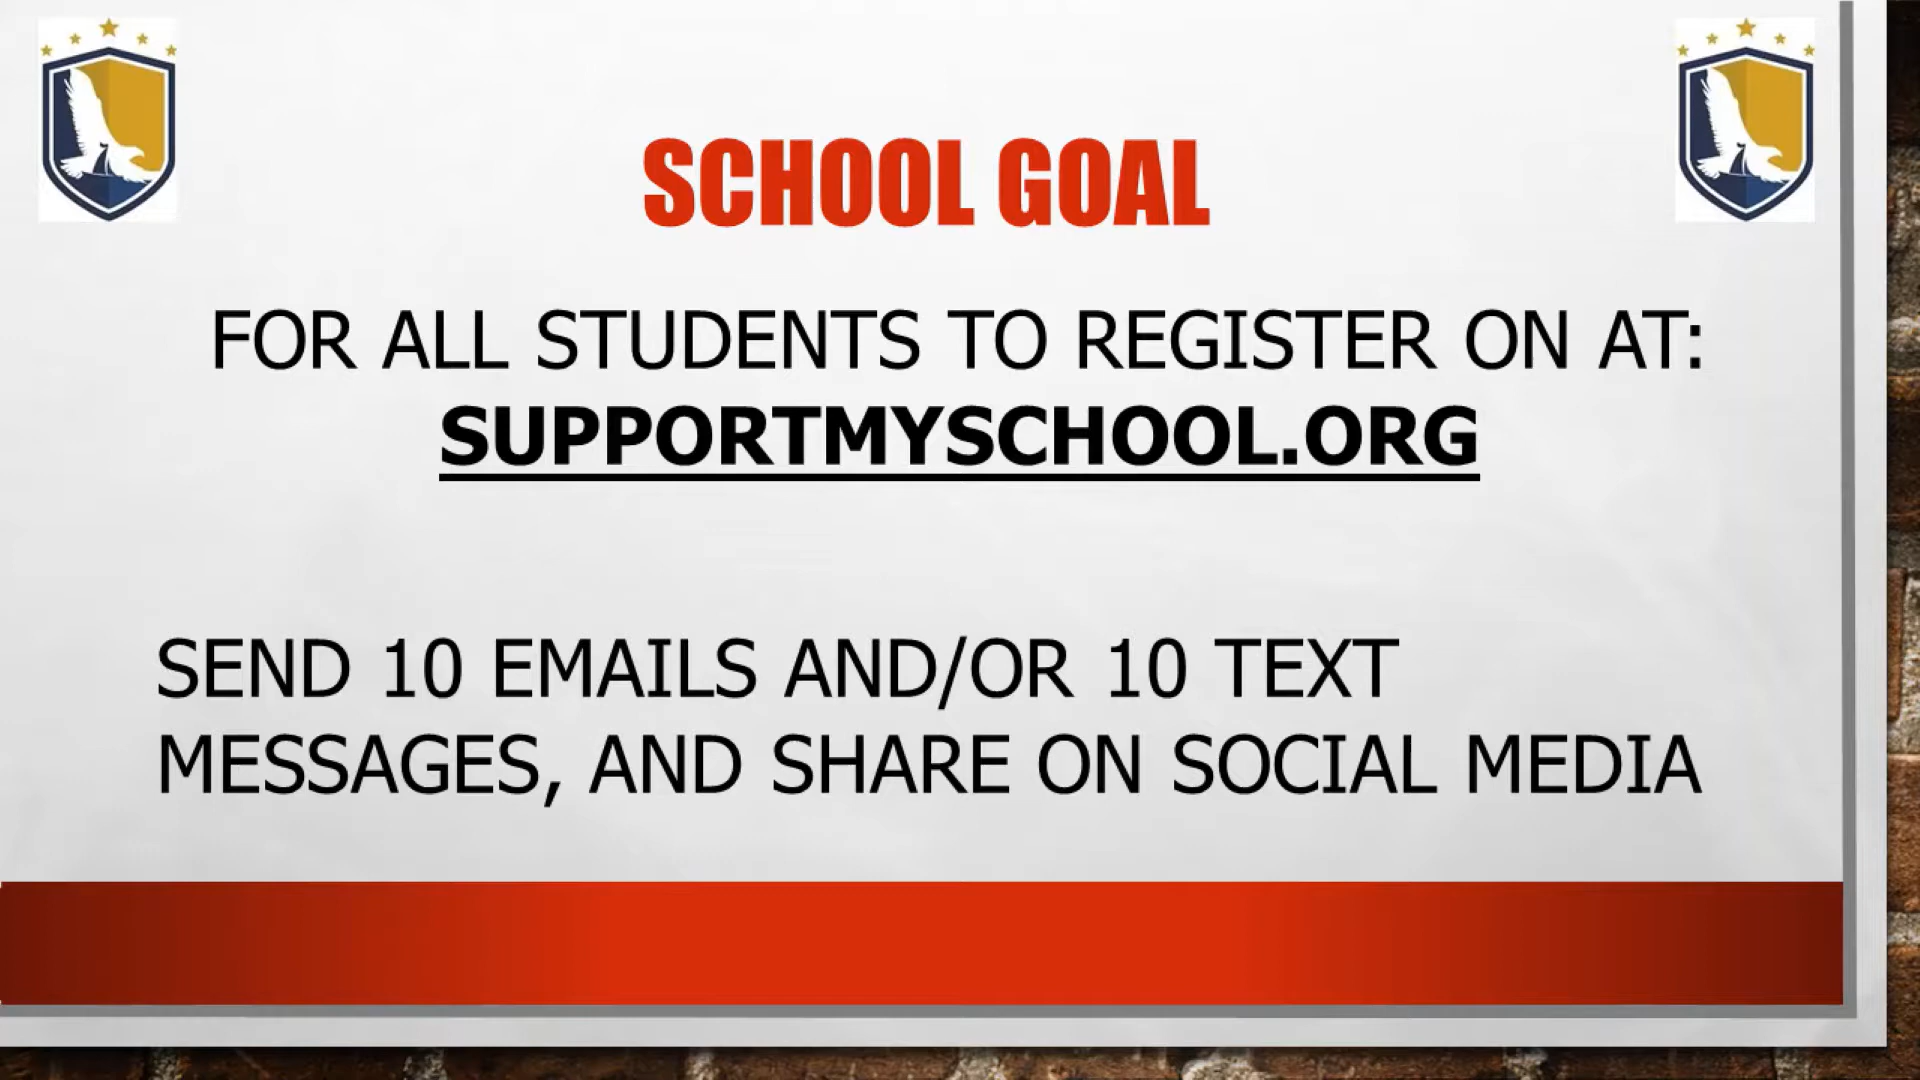 SCHOOL GOAL
FOR ALL STUDENTS TO REGISTER ON AT:
SUPPORTMYSCHOOL.ORG
SEND 10 EMAILS AND/OR 10 TEXT
MESSAGES, AND SHARE ON SOCIAL MEDIA